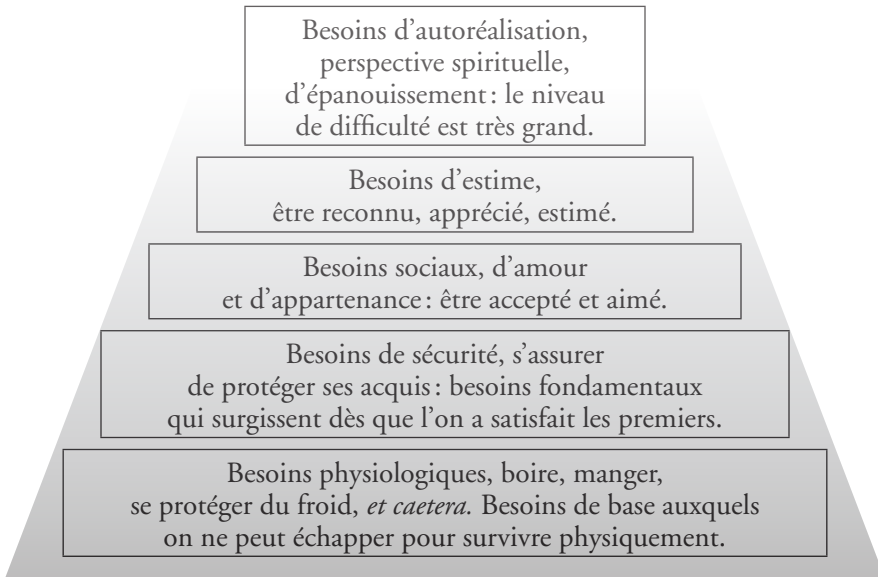 Besoins d’autoréalisation,
perspective spirituelle,
d’épanouissement : le niveau
de difficulté est très grand.
Besoins d’estime,
être reconnu, apprécié, estimé.
Besoins sociaux, d’amour
et d’appartenance : être accepté et aimé.
Besoins de sécurité, s’assurer
de protéger ses acquis : besoins fondamentaux
qui surgissent dès que l’on a satisfait les premiers.
Besoins physiologiques, boire, manger,
se protéger du froid, et caetera. Besoins de base auxquels
on ne peut échapper pour survivre physiquement.